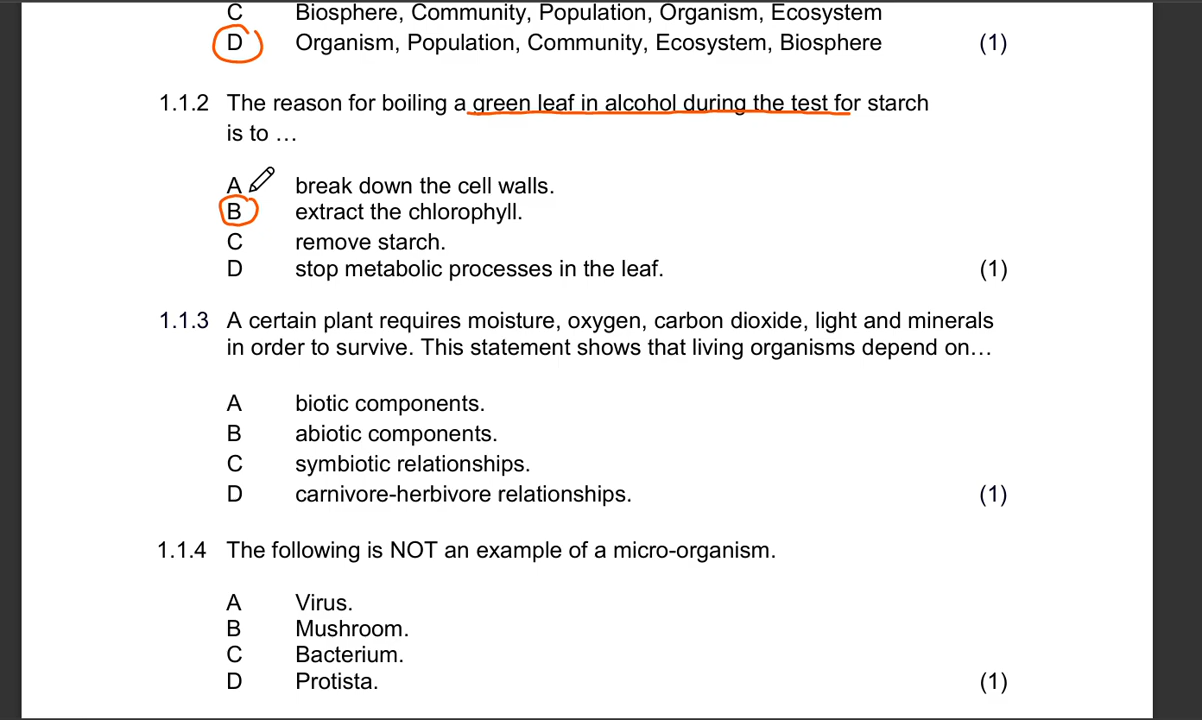 C Biosphere, Community, Population, Organism, Ecosystem
D Organism, Population, Community, Ecosystem, Biosphere (1)
1.1.2 The reason for boiling a green leaf in alcohol during the test for starch
is to …
A break down the cell walls.
B extract the chlorophyll.
C remove starch.
D stop metabolic processes in the leaf. (1)
1.1.3 A certain plant requires moisture, oxygen, carbon dioxide, light and minerals
in order to survive. This statement shows that living organisms depend on…
A biotic components.
B abiotic components.
C symbiotic relationships.
D carnivore-herbivore relationships. (1)
1.1.4 The following is NOT an example of a micro-organism.
A Virus.
B Mushroom.
C Bacterium.
D Protista. (1)